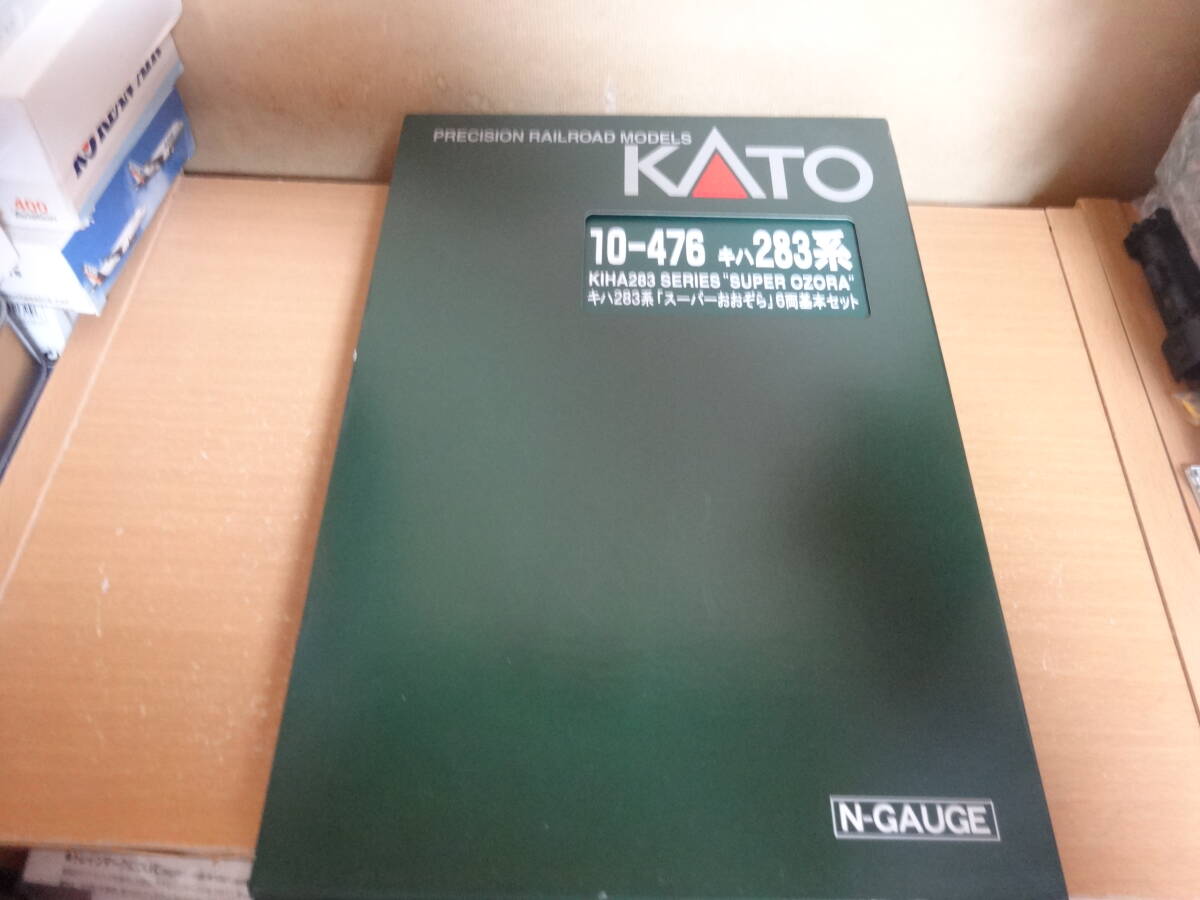 PRECISION RAILROAD MODELS
KATO
10-476 キハ283系
KIHA283 SERIES "SUPER OZORA"
キハ283系「スーパーおおぞら」6両基本セット
N-GAUGE
400